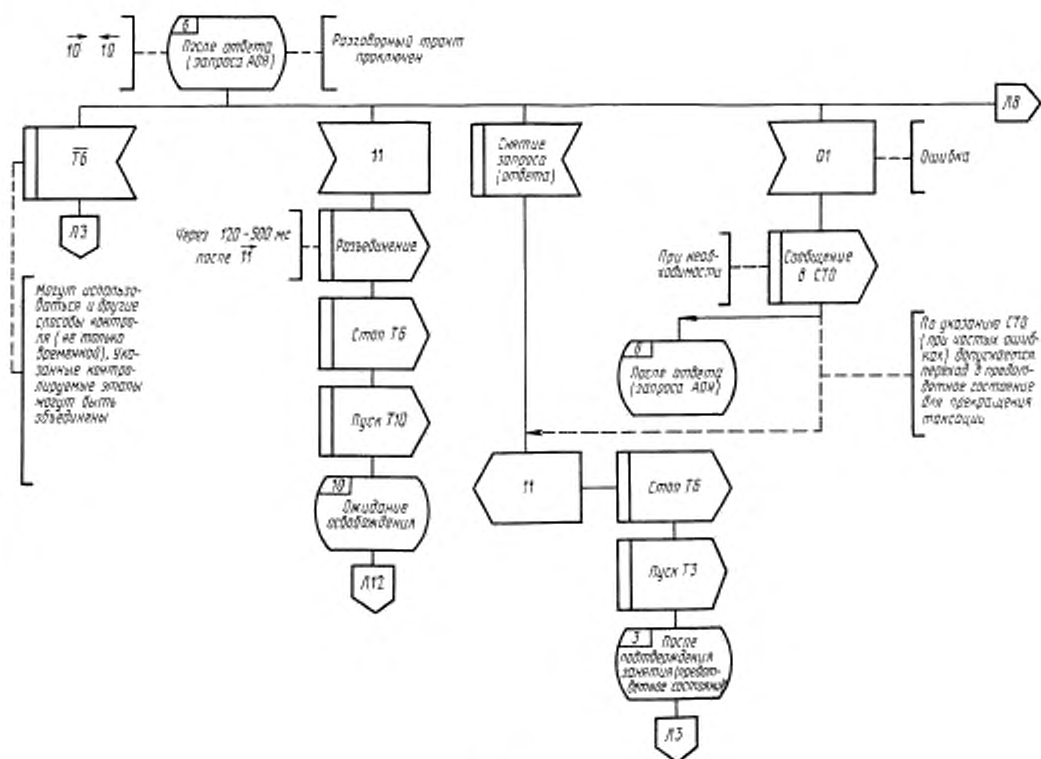 10 10
6
После ответа
(запроса АОН)
Разговорный тракт
проключен
Л8
Т6
11
Снятие
запроса
(ответа)
01
Ошибка
Л3
Через 120-500 мс
после 11
Разъединение
При необ-
ходимости
Сообщение
в СТО
Могут использо-
ваться и другие
способы контро-
ля (не только
временной), ука-
занные контро-
лируемые этапы
могут быть
объединены
Стоп Т6
6
После ответа
(запроса АОН)
По указанию СТО
(при частых ошиб-
ках) допускается
переход в предот-
ветное состояние
для прекращения
таксации
Пуск Т10
10
Ожидание
освобождения
11
Стоп Т6
Л12
Пуск Т3
3
После
подтверждения
занятия (предот-
ветное состояние)
Л3